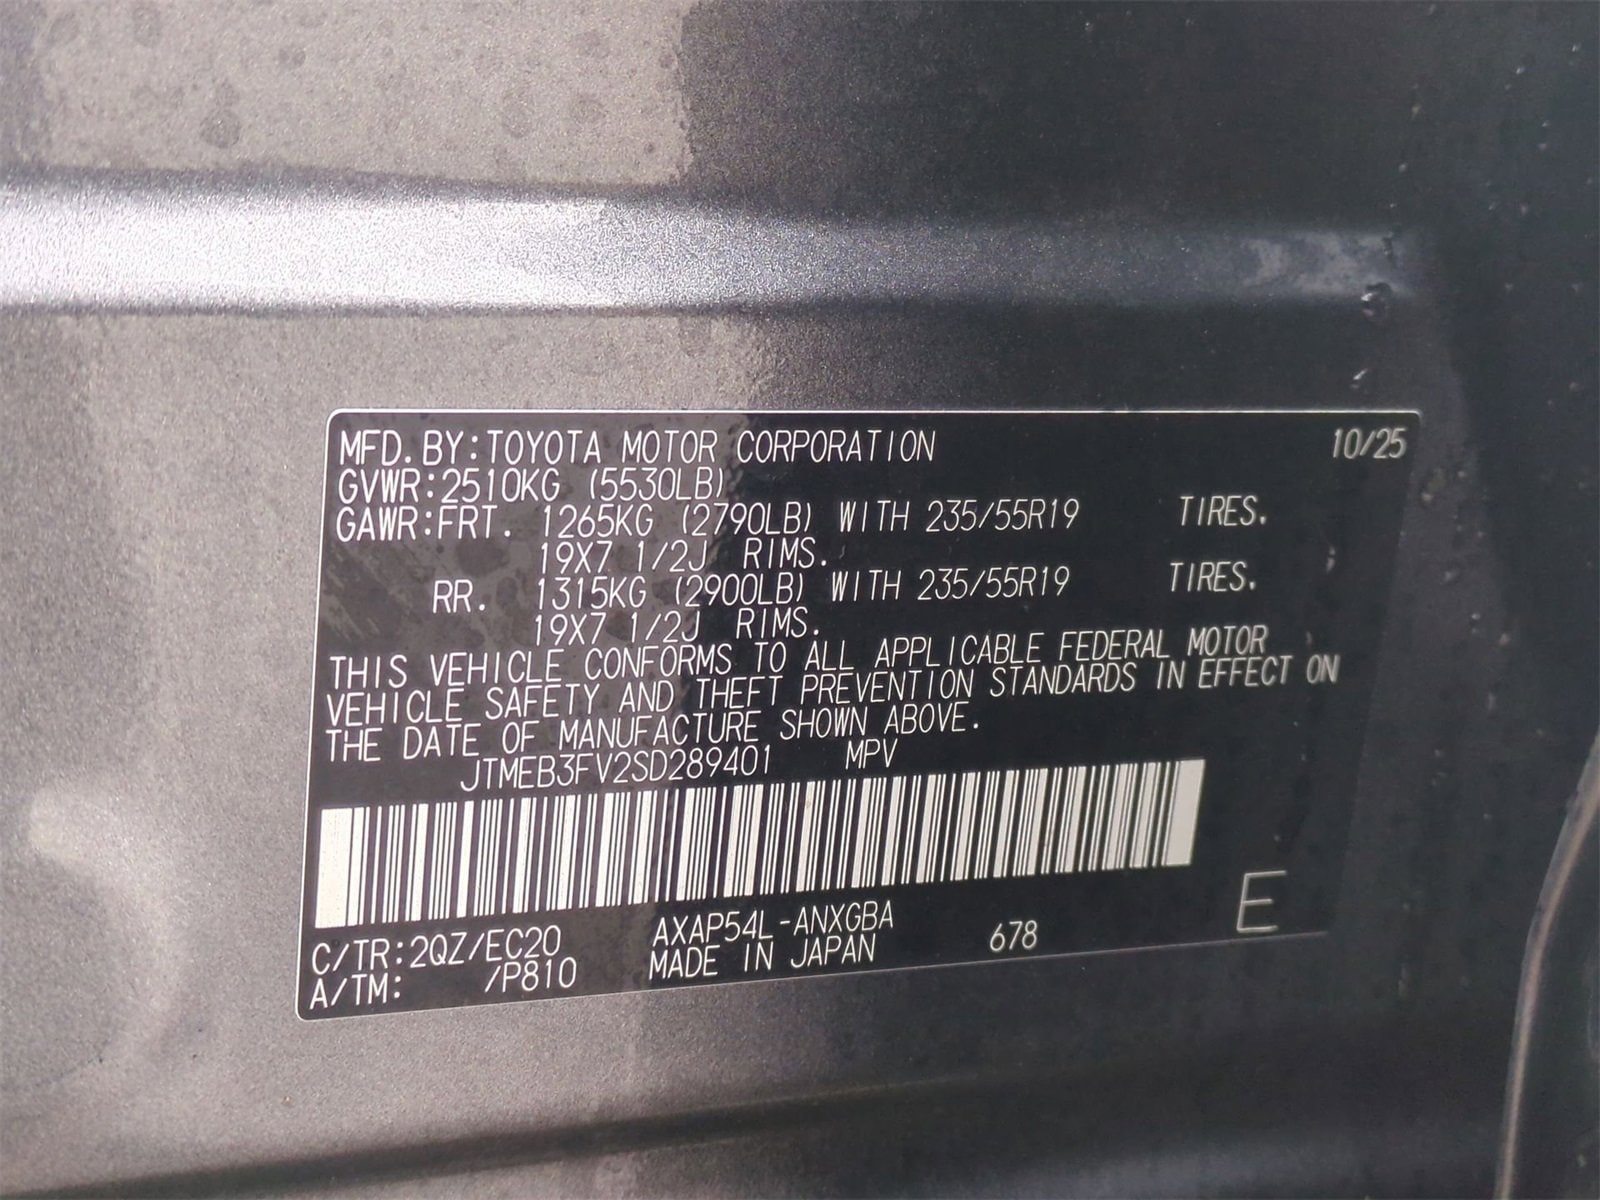 MFD. BY: TOYOTA MOTOR CORPORATION 10/25
GVWR: 2510KG (5530LB)
GAWR: FRT. 1265KG (2790LB) WITH 235/55R19 TIRES.
19X7 1/2J RIMS.
RR. 1315KG (2900LB) WITH 235/55R19 TIRES.
19X7 1/2J RIMS.
THIS VEHICLE CONFORMS TO ALL APPLICABLE FEDERAL MOTOR
VEHICLE SAFETY AND THEFT PREVENTION STANDARDS IN EFFECT ON
THE DATE OF MANUFACTURE SHOWN ABOVE.
JTMEB3FV2SD289401 MPV
C/TR: 2QZ/EC20 AXAP54L-ANXGBA
A/TM: /P810 MADE IN JAPAN 678 E